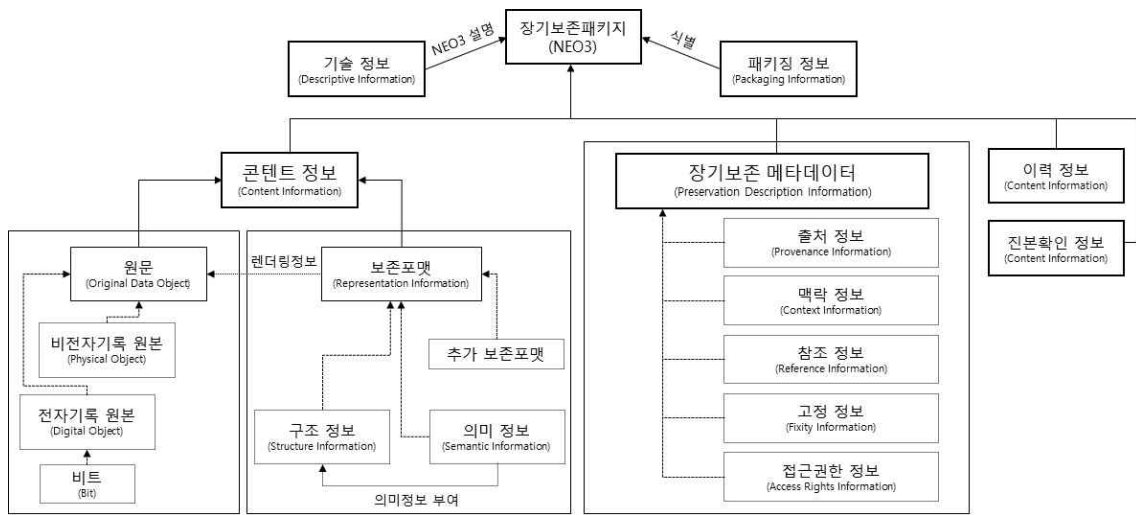 장기보존패키지
(NEO3)
NEO3 설명
식별
기술 정보
(Descriptive Information)
패키징 정보
(Packaging Information)
콘텐트 정보
(Content Information)
장기보존 메타데이터
(Preservation Description Information)
이력 정보
(Content Information)
진본확인 정보
(Content Information)
원문
(Original Data Object)
렌더링정보
보존포맷
(Representation Information)
비전자기록 원본
(Physical Object)
추가 보존포맷
전자기록 원본
(Digital Object)
비트
(Bit)
구조 정보
(Structure Information)
의미 정보
(Semantic Information)
의미정보 부여
출처 정보
(Provenance Information)
맥락 정보
(Context Information)
참조 정보
(Reference Information)
고정 정보
(Fixity Information)
접근권한 정보
(Access Rights Information)